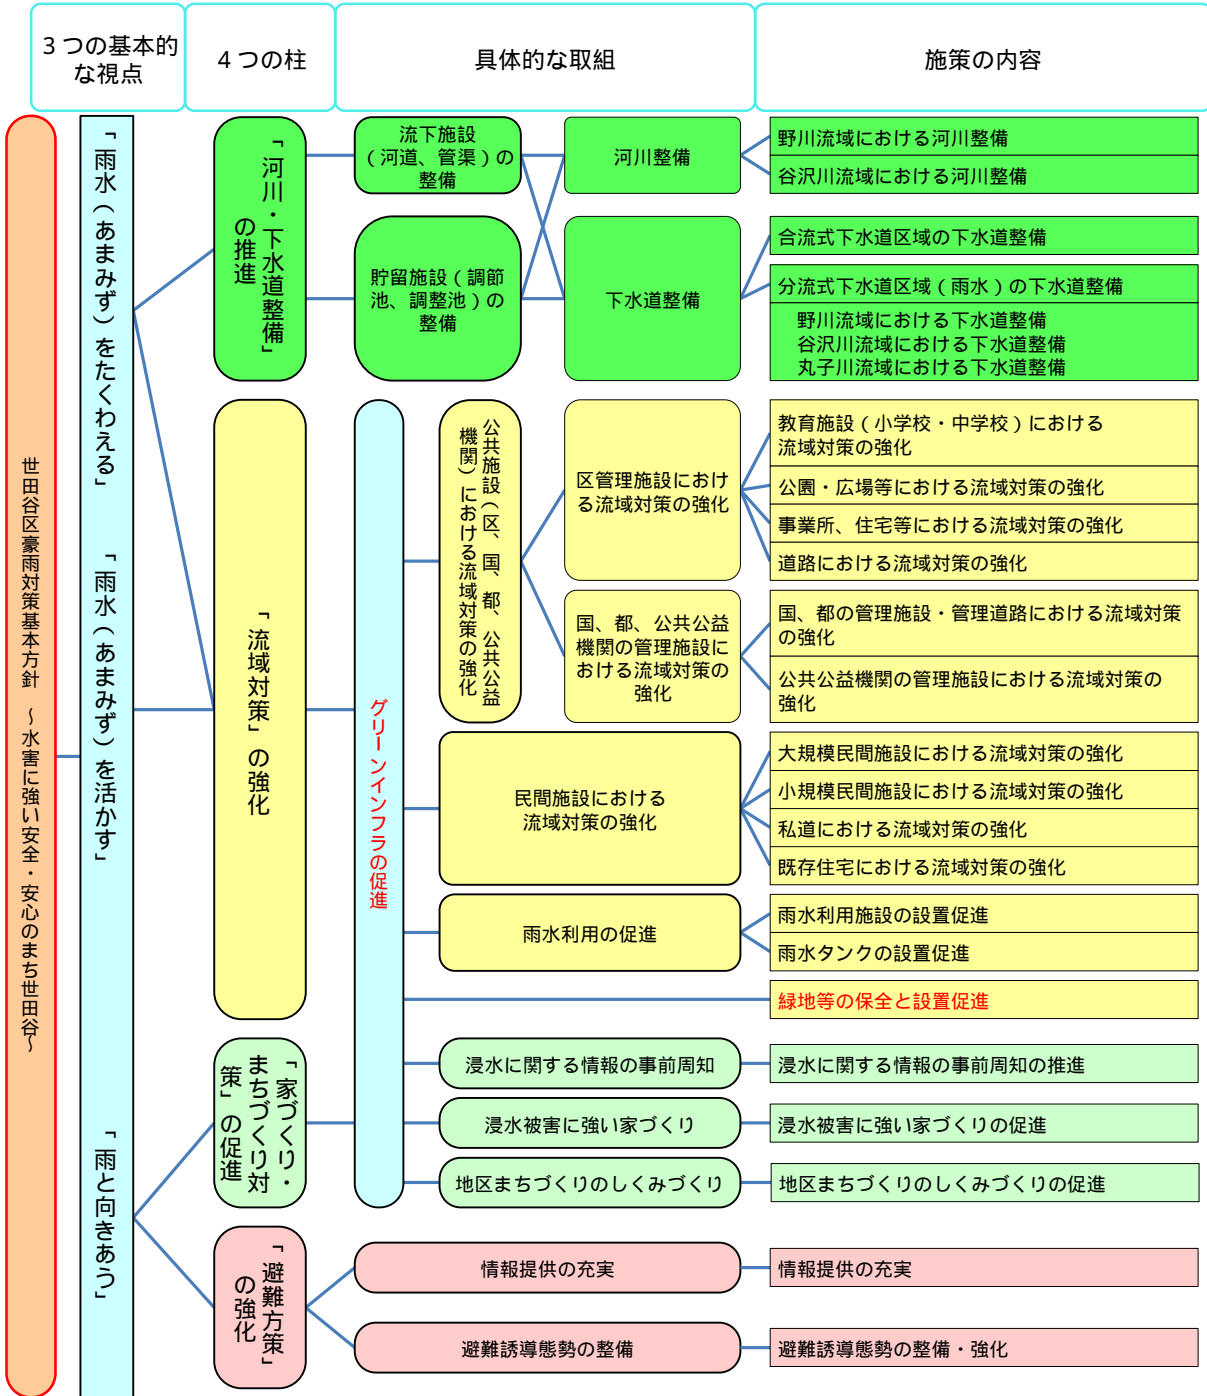 3つの基本的
な視点
4つの柱
具体的な取組
施策の内容
世田谷区豪雨対策基本方針　～水害に強い安全・安心のまち世田谷～
「雨水（あまみず）をたくわえる」
「雨水（あまみず）を活かす」
「雨と向きあう」
「河川・下水道整備」
の推進
流下施設
（河道、管渠）の
整備
貯留施設（調節
池、調整池）の
整備
河川整備
下水道整備
野川流域における河川整備
谷沢川流域における河川整備
合流式下水道区域の下水道整備
分流式下水道区域（雨水）の下水道整備
野川流域における下水道整備
谷沢川流域における下水道整備
丸子川流域における下水道整備
「流域対策」の強化
グリーンインフラの促進
公共施設（区、国、都、公共公益
機関）における流域対策の強化
区管理施設におけ
る流域対策の強化
国、都、公共公益
機関の管理施設に
おける流域対策の
強化
教育施設（小学校・中学校）における
流域対策の強化
公園・広場等における流域対策の強化
事業所、住宅等における流域対策の強化
道路における流域対策の強化
国、都の管理施設・管理道路における流域対策
の強化
公共公益機関の管理施設における流域対策の
強化
民間施設における
流域対策の強化
大規模民間施設における流域対策の強化
小規模民間施設における流域対策の強化
私道における流域対策の強化
既存住宅における流域対策の強化
雨水利用の促進
雨水利用施設の設置促進
雨水タンクの設置促進
緑地等の保全と設置促進
「家づくり・
まちづくり対
策」の促進
浸水に関する情報の事前周知
浸水に関する情報の事前周知の推進
浸水被害に強い家づくり
浸水被害に強い家づくりの促進
地区まちづくりのしくみづくり
地区まちづくりのしくみづくりの促進
「避難方策」
の強化
情報提供の充実
情報提供の充実
避難誘導態勢の整備
避難誘導態勢の整備・強化